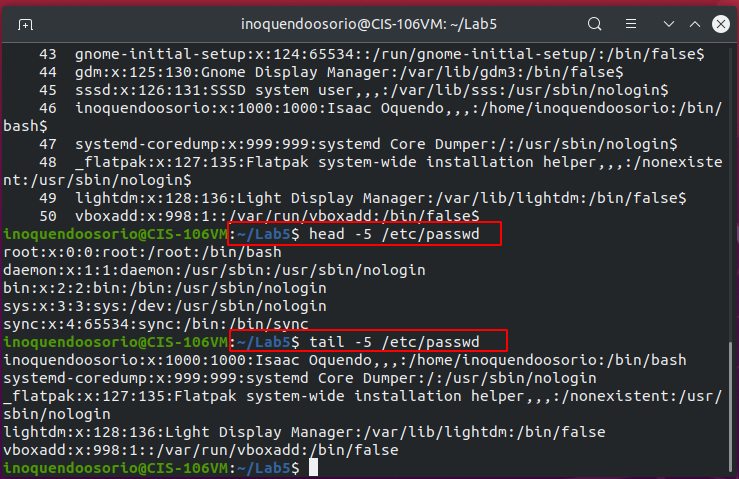 inoquendoosorio@CIS-106VM: ~/Lab5
43  gnome-initial-setup:x:124:65534::/run/gnome-initial-setup/:/bin/false$
44  gdm:x:125:130:Gnome Display Manager:/var/lib/gdm3:/bin/false$
45  sssd:x:126:131:SSSD system user,,,:/var/lib/sss:/usr/sbin/nologin$
46  inoquendoosorio:x:1000:1000:Isaac Oquendo,,,:/home/inoquendoosorio:/bin/
bash$
47  systemd-coredump:x:999:999:systemd Core Dumper:/:/usr/sbin/nologin$
48  _flatpak:x:127:135:Flatpak system-wide installation helper,,,:/nonexiste
nt:/usr/sbin/nologin$
49  lightdm:x:128:136:Light Display Manager:/var/lib/lightdm:/bin/false$
50  vboxadd:x:998:1::/var/run/vboxadd:/bin/false$
inoquendoosorio@CIS-106VM:~/Lab5$ head -5 /etc/passwd
root:x:0:0:root:/root:/bin/bash
daemon:x:1:1:daemon:/usr/sbin:/usr/sbin/nologin
bin:x:2:2:bin:/bin:/usr/sbin/nologin
sys:x:3:3:sys:/dev:/usr/sbin/nologin
sync:x:4:65534:sync:/bin:/bin/sync
inoquendoosorio@CIS-106VM:~/Lab5$ tail -5 /etc/passwd
inoquendoosorio:x:1000:1000:Isaac Oquendo,,,:/home/inoquendoosorio:/bin/bash
systemd-coredump:x:999:999:systemd Core Dumper:/:/usr/sbin/nologin
_flatpak:x:127:135:Flatpak system-wide installation helper,,,:/nonexistent:/usr/
sbin/nologin
lightdm:x:128:136:Light Display Manager:/var/lib/lightdm:/bin/false
vboxadd:x:998:1::/var/run/vboxadd:/bin/false
inoquendoosorio@CIS-106VM:~/Lab5$